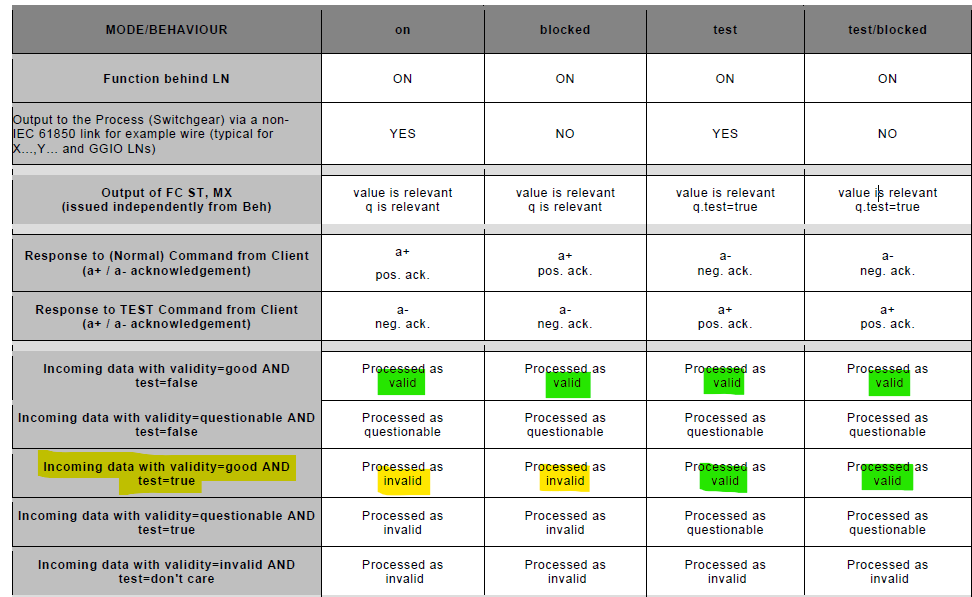 MODE/BEHAVIOUR on blocked test test/blocked
Function behind LN ON ON ON ON
Output to the Process (Switchgear) via a non-
IEC 61850 link for example wire (typical for
X...,Y... and GGIO LNs)
YES NO YES NO
Output of FC ST, MX
(issued independently from Beh)
value is relevant value is relevant value is relevant value is relevant
q is relevant q is relevant q.test=true q.test=true
Response to (Normal) Command from Client
(a+ / a- acknowledgement)
a+ a+ a- a-
pos. ack. pos. ack. neg. ack. neg. ack.
Response to TEST Command from Client
(a+ / a- acknowledgement)
a- a- a+ a+
neg. ack. neg. ack. pos. ack. pos. ack.
Incoming data with validity=good AND
test=false
Processed as Processed as Processed as Processed as
valid valid valid valid
Incoming data with validity=questionable AND
test=false
Processed as Processed as Processed as Processed as
questionable questionable questionable questionable
Incoming data with validity=good AND
test=true
Processed as Processed as Processed as Processed as
invalid invalid valid valid
Incoming data with validity=questionable AND
test=true
Processed as Processed as Processed as Processed as
invalid invalid questionable questionable
Incoming data with validity=invalid AND
test=don't care
Processed as Processed as Processed as Processed as
invalid invalid invalid invalid